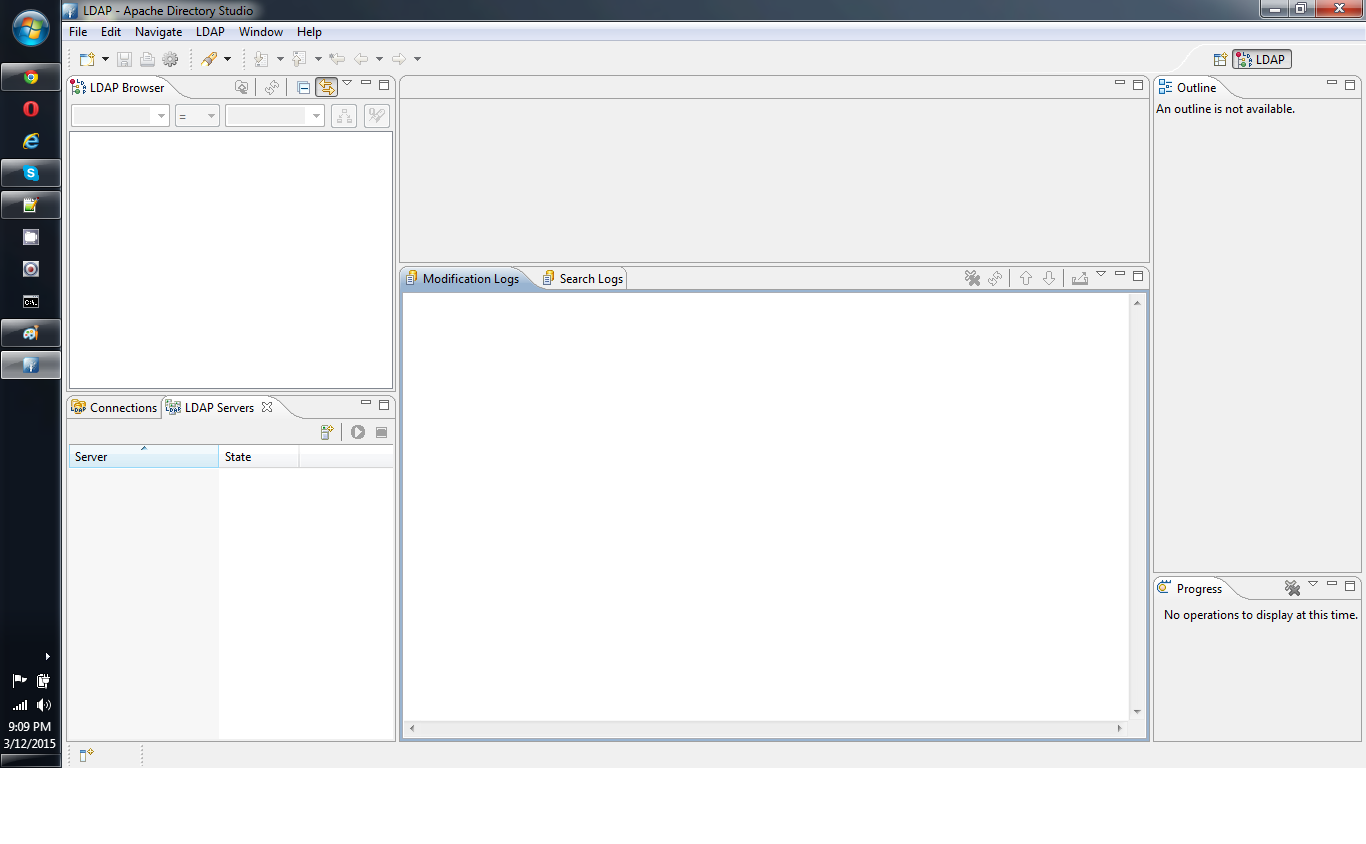 LDAP - Apache Directory Studio
File Edit Navigate LDAP Window Help
LDAP
LDAP Browser
=
Outline
An outline is not available.
Modification Logs
Search Logs
Connections
LDAP Servers
Server State
Progress
No operations to display at this time.
9:09 PM
3/12/2015